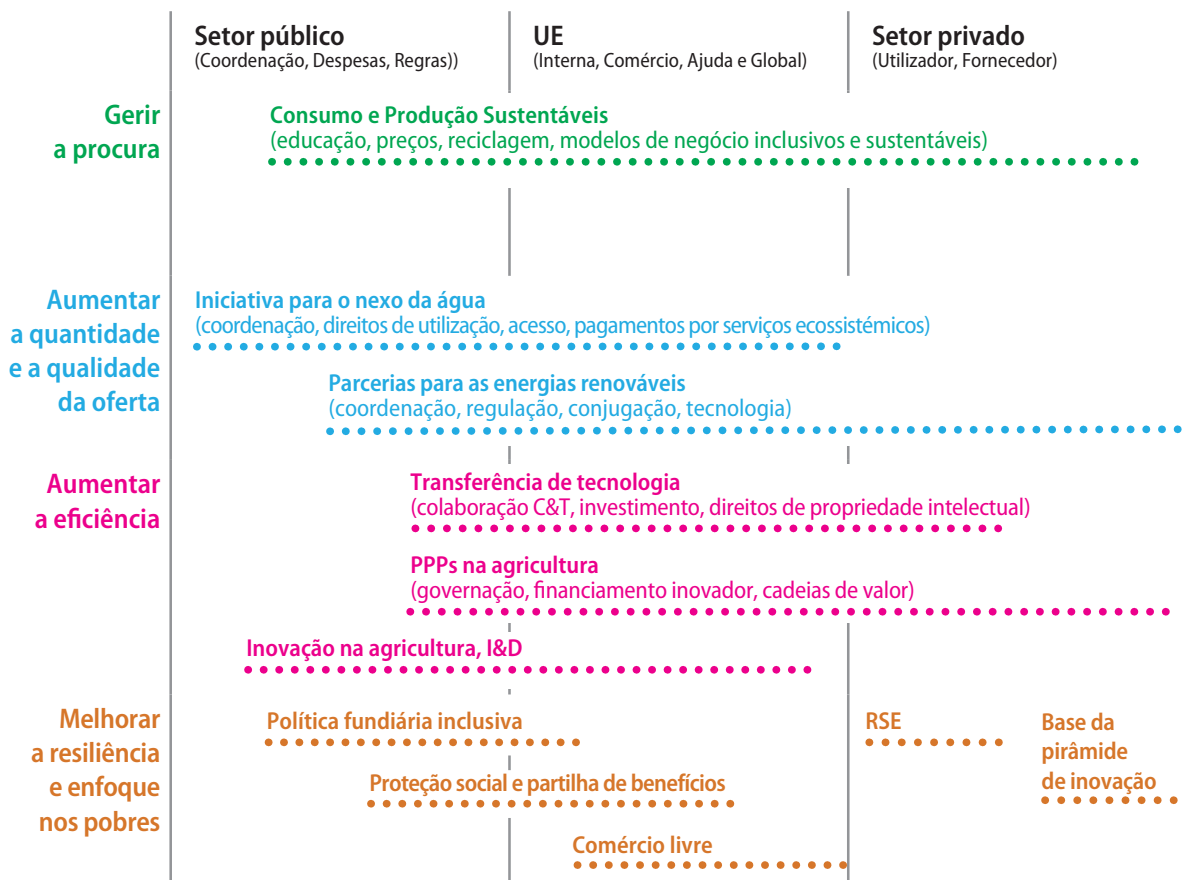 Setor público
(Coordenação, Despesas, Regras))
UE
(Interna, Comércio, Ajuda e Global)
Setor privado
(Utilizador, Fornecedor)
Gerir
a procura
Consumo e Produção Sustentáveis
(educação, preços, reciclagem, modelos de negócio inclusivos e sustentáveis)
Aumentar
a quantidade
e a qualidade
da oferta
Iniciativa para o nexo da água
(coordenação, direitos de utilização, acesso, pagamentos por serviços ecossistémicos)
Parcerias para as energias renováveis
(coordenação, regulação, conjugação, tecnologia)
Aumentar
a eficiência
Transferência de tecnologia
(colaboração C&T, investimento, direitos de propriedade intelectual)
PPPs na agricultura
(governação, financiamento inovador, cadeias de valor)
Inovação na agricultura, I&D
Melhorar
a resiliência
e enfoque
nos pobres
Política fundiária inclusiva
RSE
Base da
pirâmide
de inovação
Proteção social e partilha de benefícios
Comércio livre